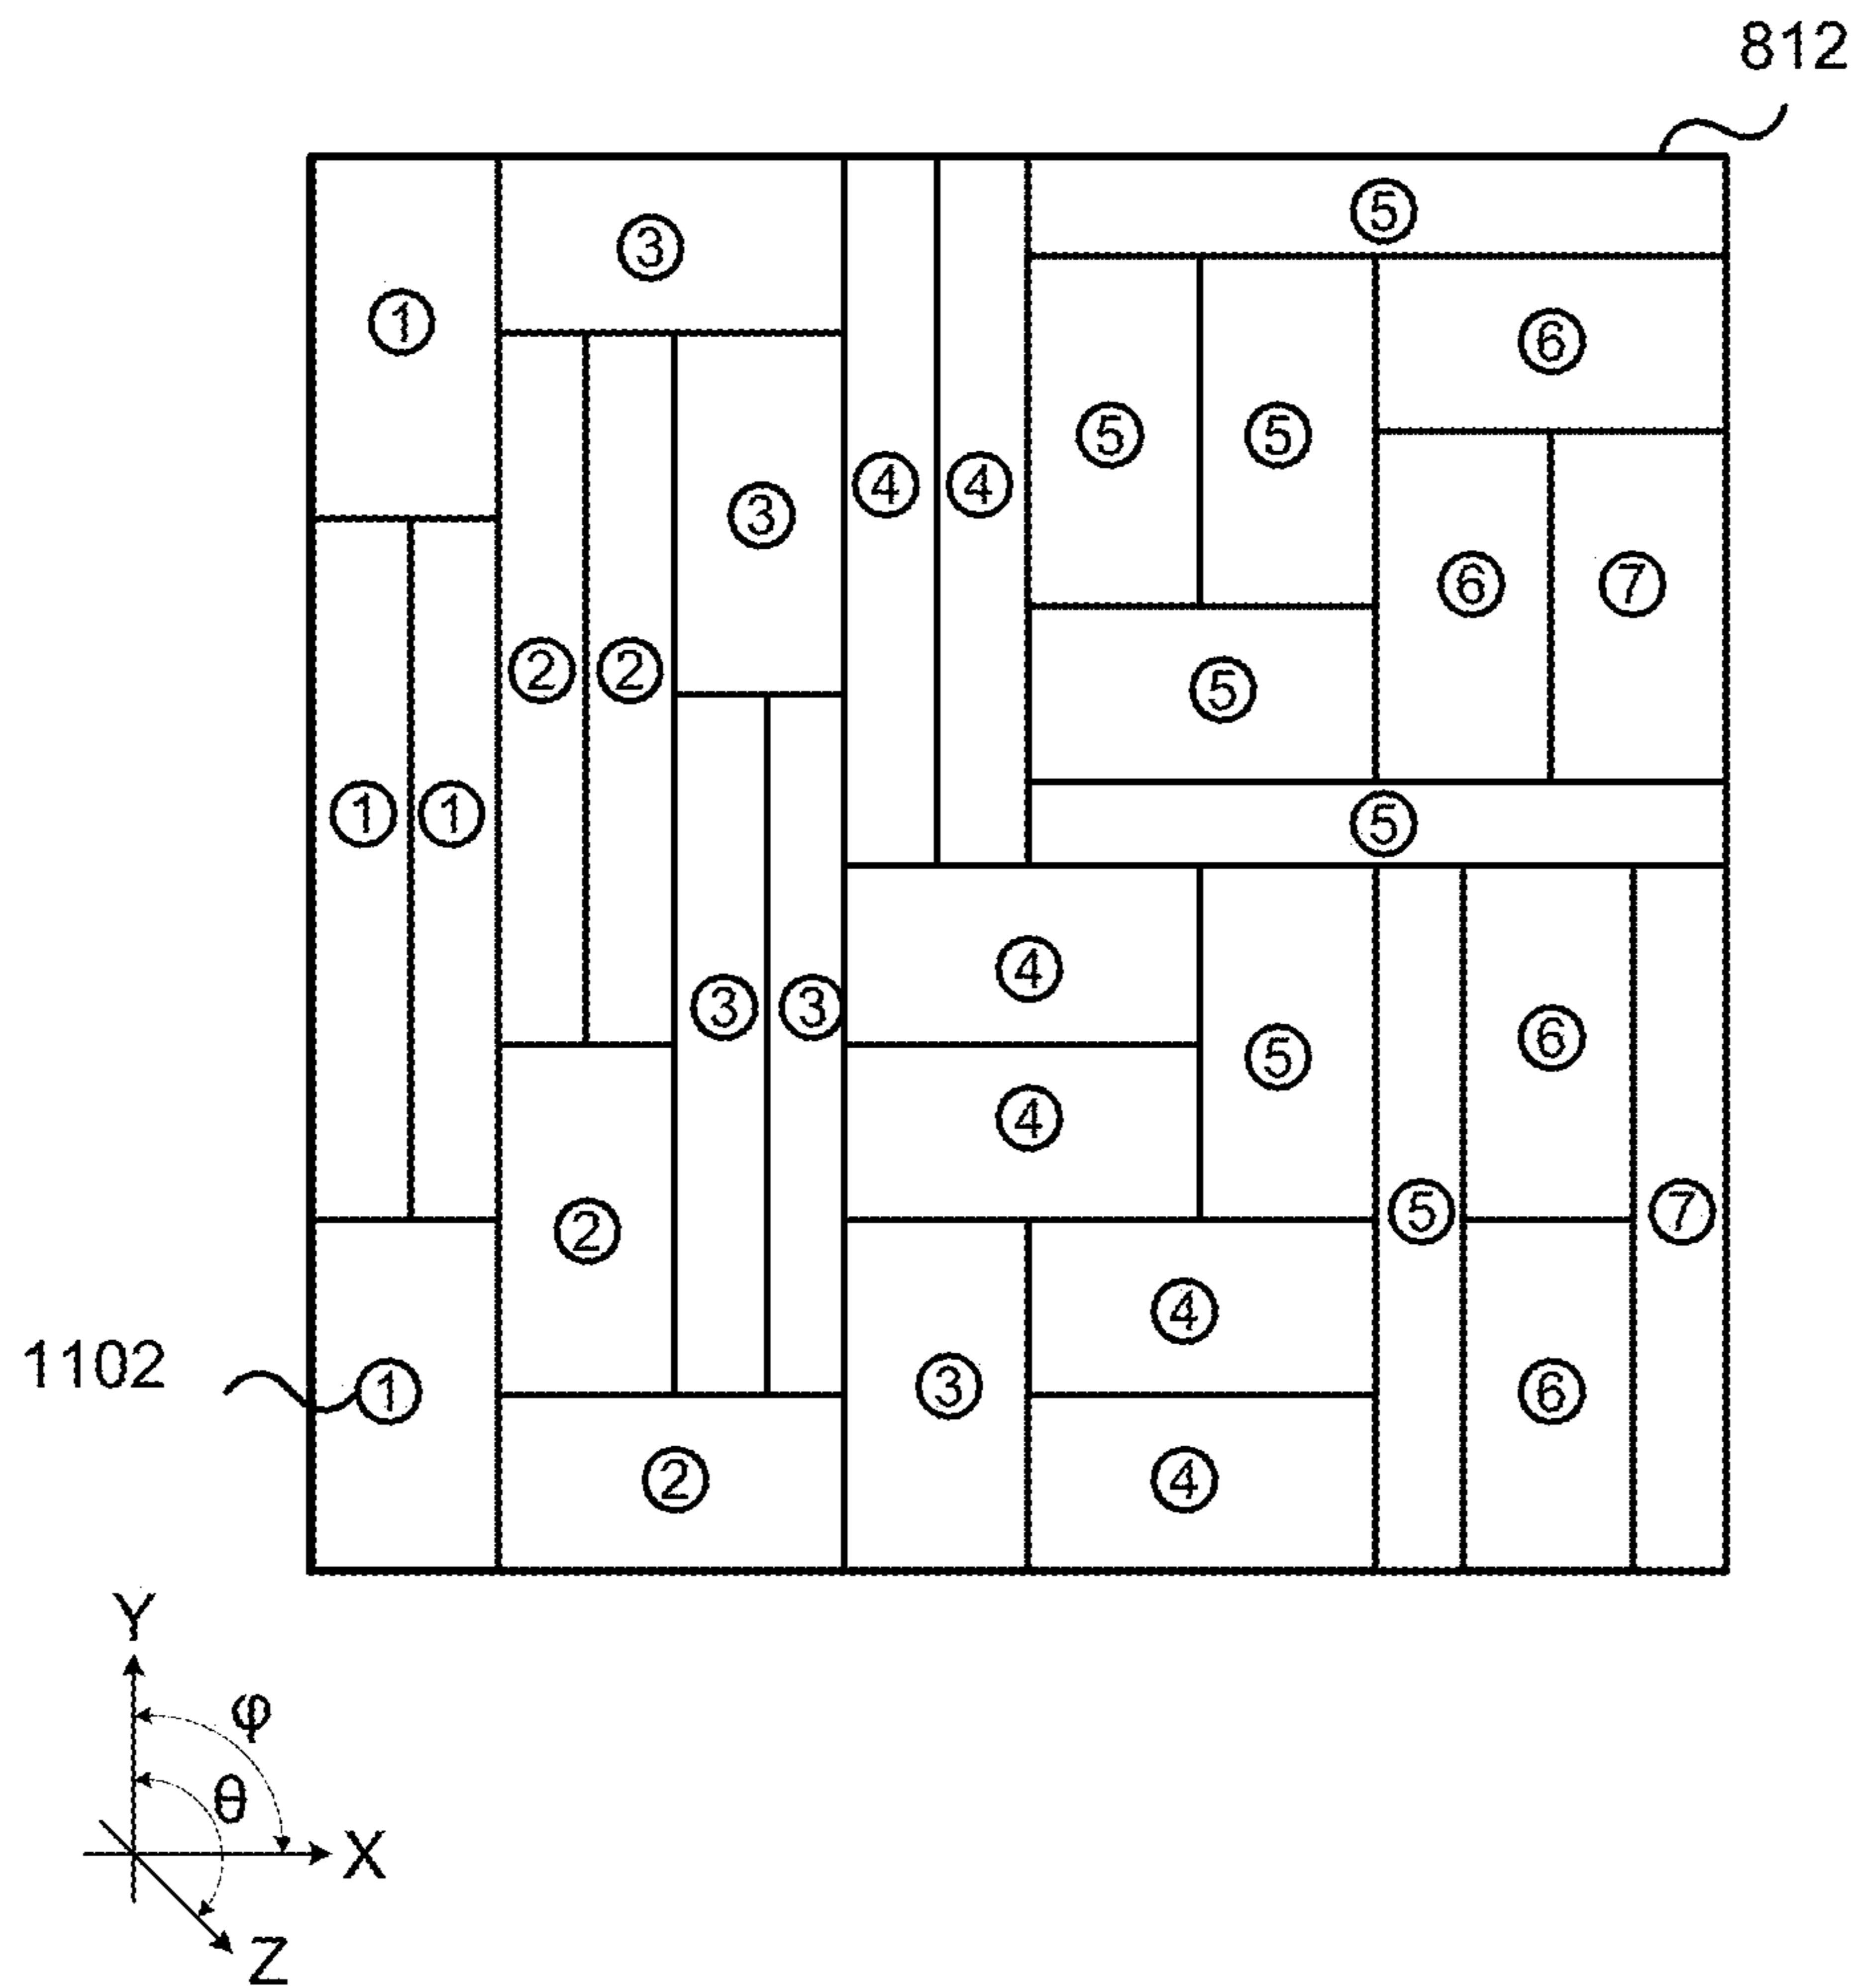 812
③ ⑤
① ⑥
⑤ ⑤
④ ④ ③
⑥ ⑦
② ② ⑤
① ① ⑤
④
③ ③ ⑥
⑤
④
② ⑤ ⑦
④
1102 ① ③ ⑥
② ④
Y
φ
θ
X
Z